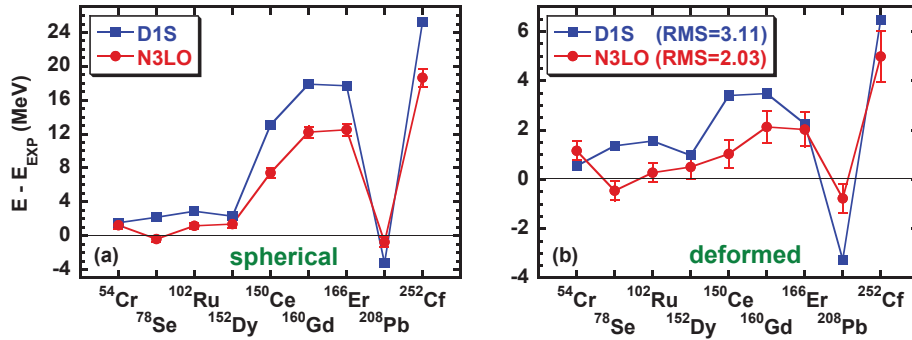 E - E_EXP (MeV)
24
20
16
12
8
4
0
-4
D1S
N3LO
(a)
spherical
⁵⁴Cr ¹⁰²Ru ¹⁵⁰Ce ¹⁶⁶Er ²⁵²Cf
⁷⁸Se ¹⁵²Dy ¹⁶⁰Gd ²⁰⁸Pb
6
4
2
0
-2
-4
D1S (RMS=3.11)
N3LO (RMS=2.03)
(b)
deformed
⁵⁴Cr ¹⁰²Ru ¹⁵⁰Ce ¹⁶⁶Er ²⁵²Cf
⁷⁸Se ¹⁵²Dy ¹⁶⁰Gd ²⁰⁸Pb